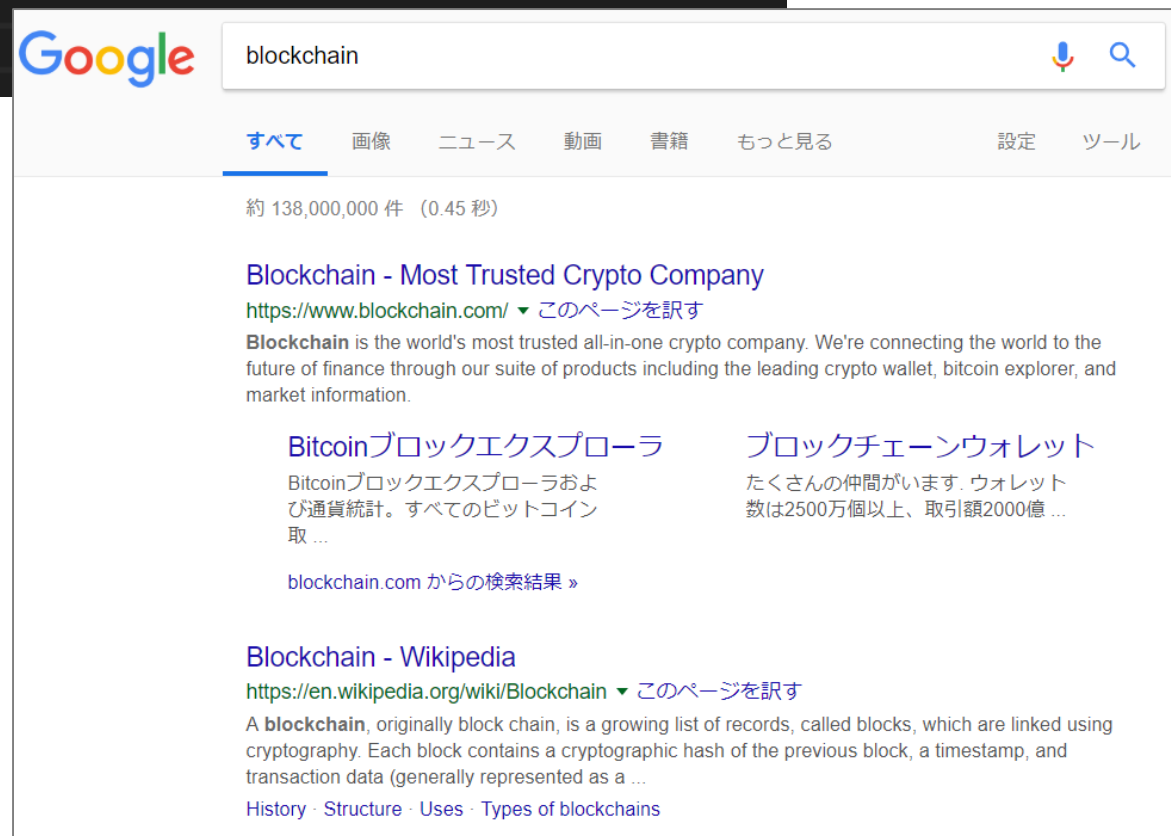 Google
blockchain
すべて 画像 ニュース 動画 書籍 もっと見る 設定 ツール
約 138,000,000 件 （0.45 秒）
Blockchain - Most Trusted Crypto Company
https://www.blockchain.com/ ▼ このページを訳す
Blockchain is the world's most trusted all-in-one crypto company. We're connecting the world to the
future of finance through our suite of products including the leading crypto wallet, bitcoin explorer, and
market information.
Bitcoinブロックエクスプローラ
Bitcoinブロックエクスプローラおよ
び通貨統計。すべてのビットコイン
取 ...
ブロックチェーンウォレット
たくさんの仲間がいます. ウォレット
数は2500万個以上、取引額2000億 ...
blockchain.com からの検索結果 »
Blockchain - Wikipedia
https://en.wikipedia.org/wiki/Blockchain ▼ このページを訳す
A blockchain, originally block chain, is a growing list of records, called blocks, which are linked using
cryptography. Each block contains a cryptographic hash of the previous block, a timestamp, and
transaction data (generally represented as a ...
History · Structure · Uses · Types of blockchains